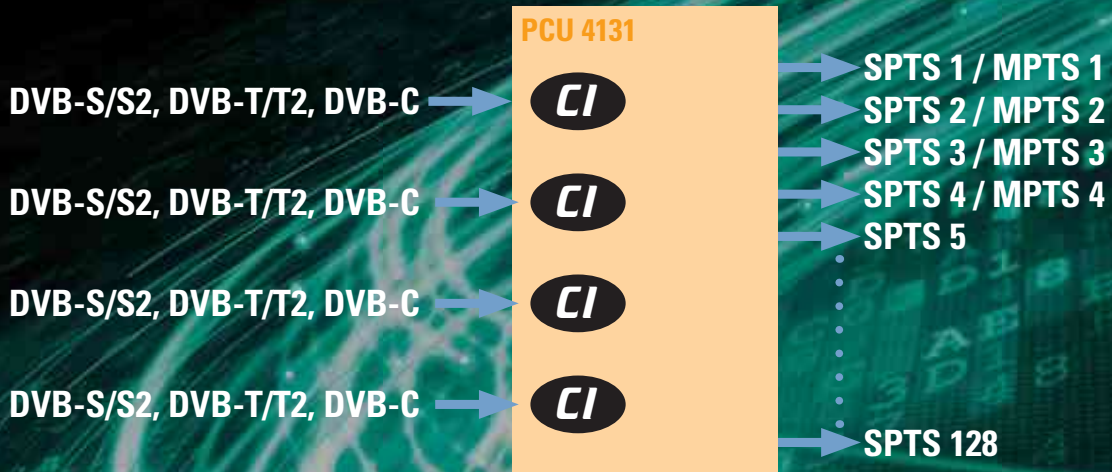 PCU 4131
DVB-S/S2, DVB-T/T2, DVB-C
CI
DVB-S/S2, DVB-T/T2, DVB-C
CI
DVB-S/S2, DVB-T/T2, DVB-C
CI
DVB-S/S2, DVB-T/T2, DVB-C
CI
SPTS 1 / MPTS 1
SPTS 2 / MPTS 2
SPTS 3 / MPTS 3
SPTS 4 / MPTS 4
SPTS 5
SPTS 128